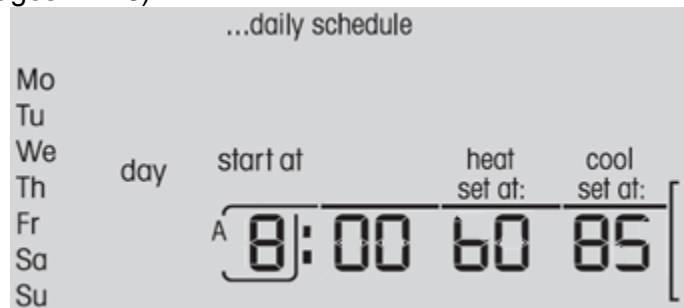 ...daily schedule
Mo
Tu
We
Th
Fr
Sa
Su
day
start at
heat
set at:
cool
set at:
A 8:00 60 85